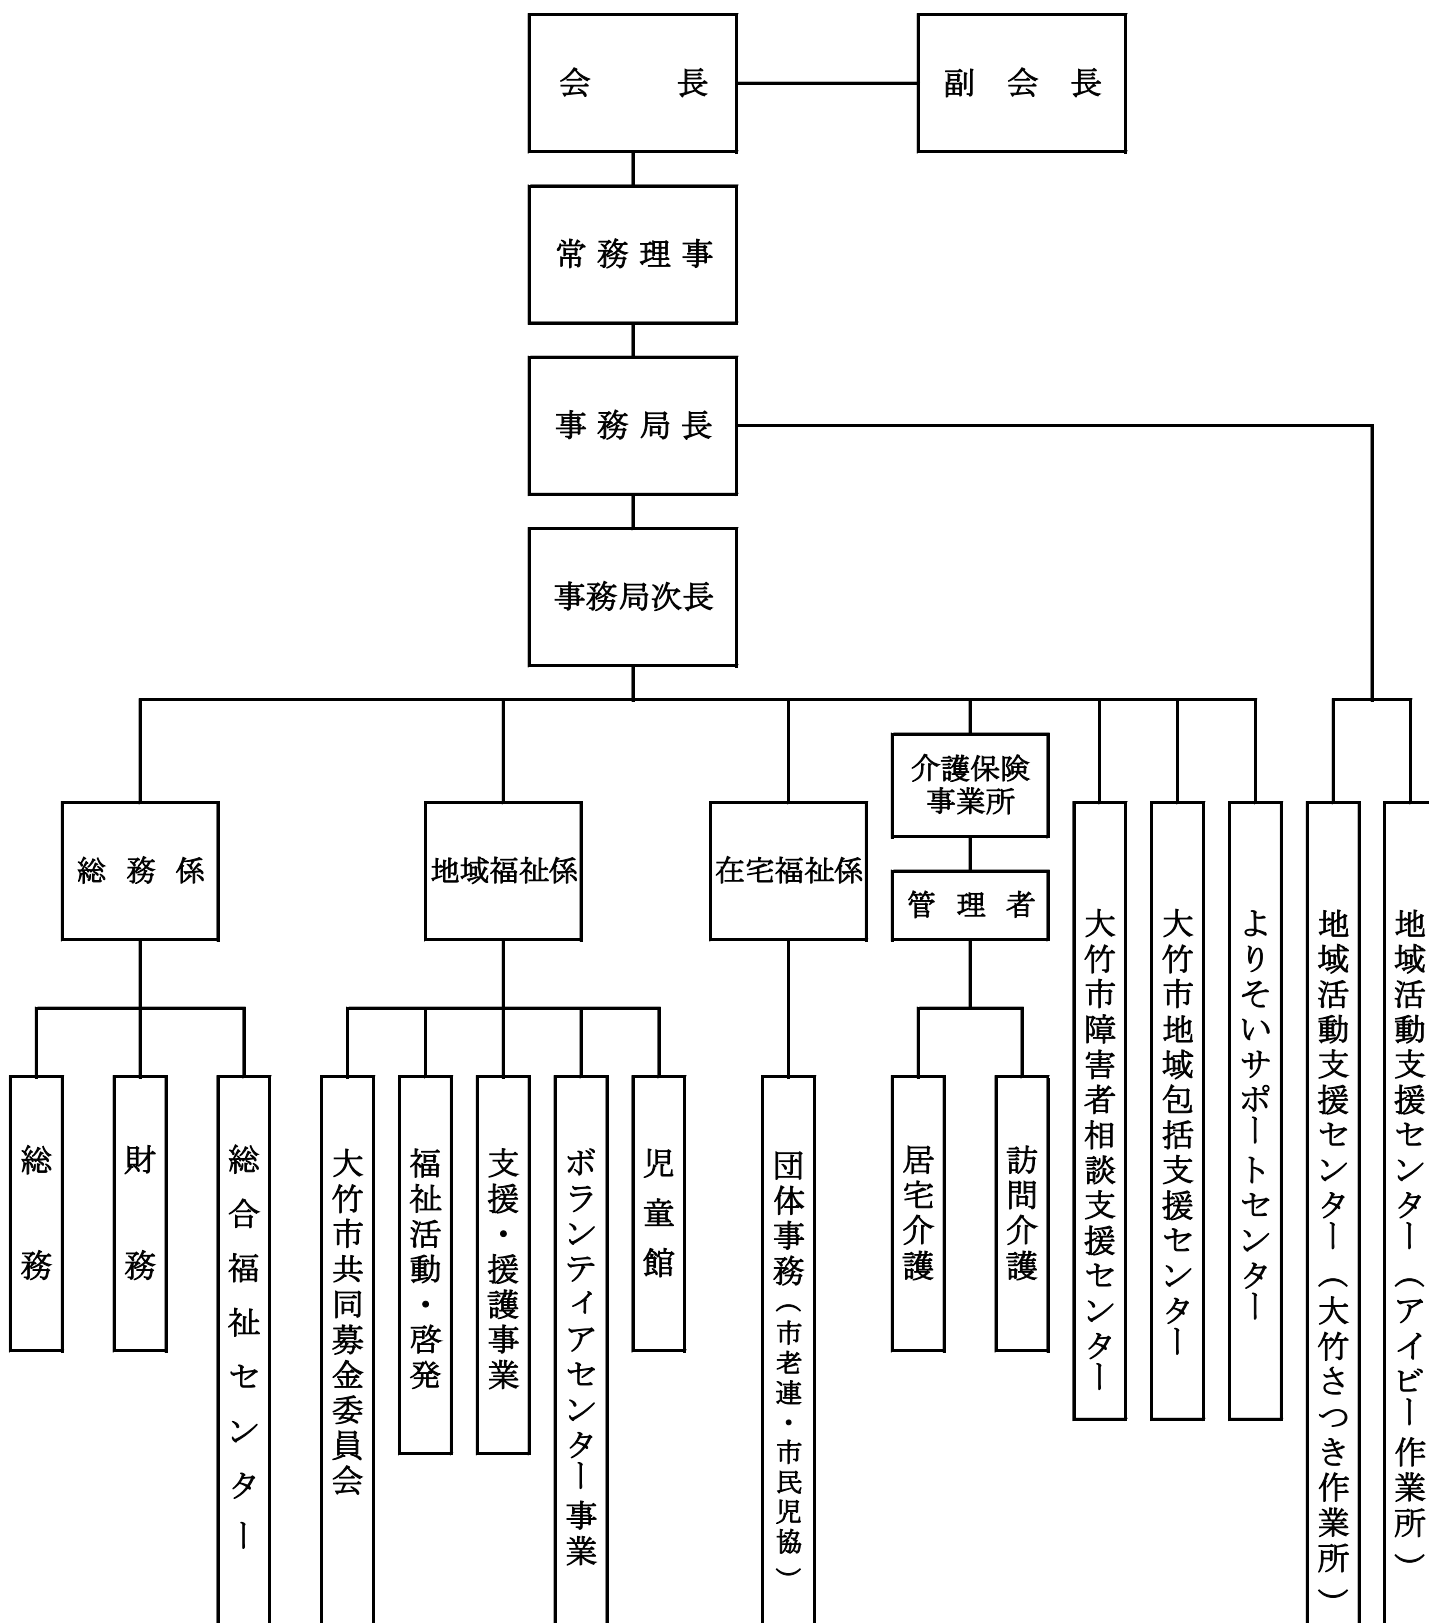 会長
副会長
常務理事
事務局長
事務局次長
介護保険
事業所
総務係
地域福祉係
在宅福祉係
管理者
総務
財務
総合福祉センター
大竹市共同募金委員会
福祉活動・啓発
支援・援護事業
ボランティアセンター事業
児童館
団体事務（市老連・市民児協）
居宅介護
訪問介護
大竹市障害者相談支援センター
大竹市地域包括支援センター
よりそいサポートセンター
地域活動支援センター（大竹さつき作業所）
地域活動支援センター（アイビー作業所）